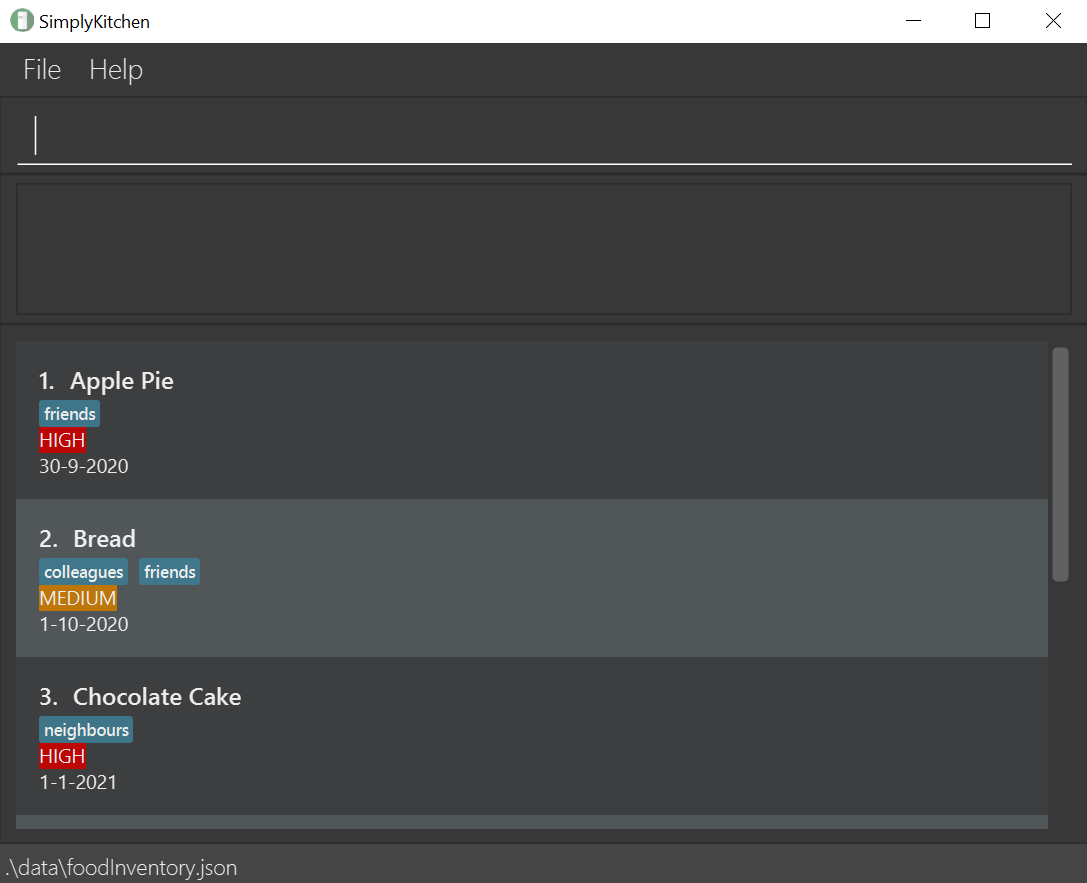 SimplyKitchen
File Help
1. Apple Pie
friends
HIGH
30-9-2020
2. Bread
colleagues friends
MEDIUM
1-10-2020
3. Chocolate Cake
neighbours
HIGH
1-1-2021
.\data\foodInventory.json